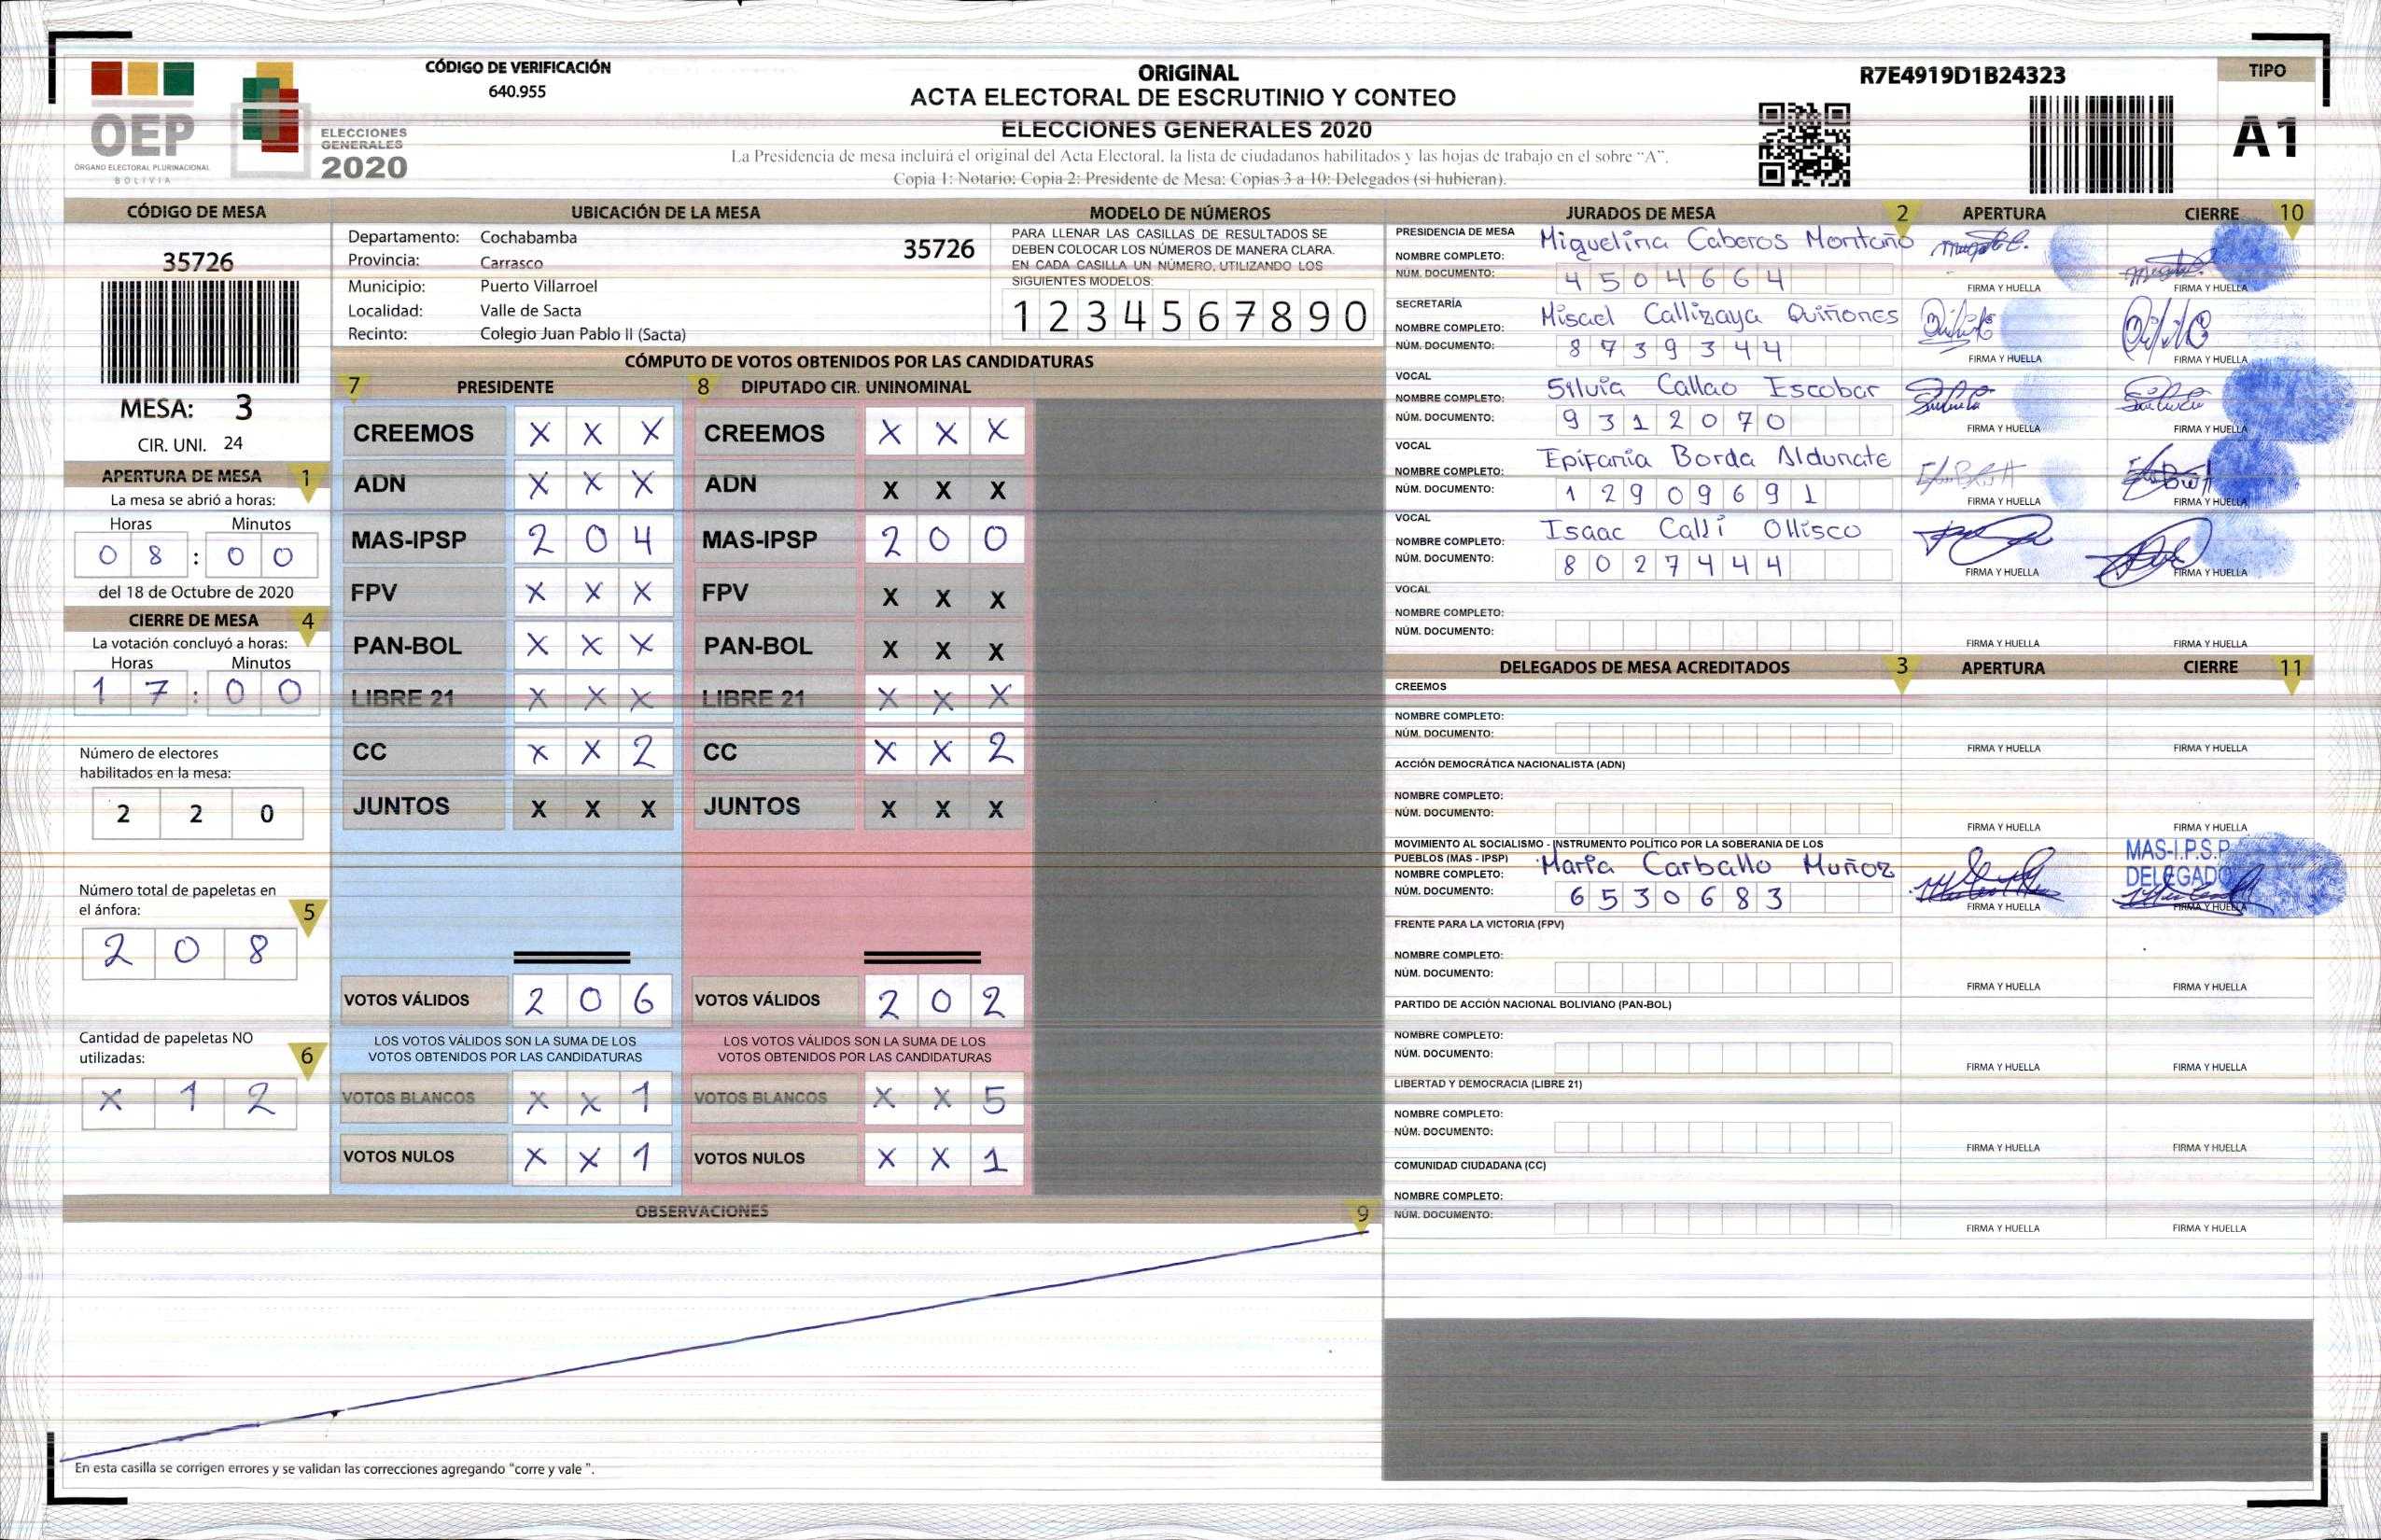 CÓDIGO DE VERIFICACIÓN
640.955
OEP
ÓRGANO ELECTORAL PLURINACIONAL
BOLIVIA
ELECCIONES
GENERALES
2020
ORIGINAL
ACTA ELECTORAL DE ESCRUTINIO Y CONTEO
ELECCIONES GENERALES 2020
La Presidencia de mesa incluirá el original del Acta Electoral, la lista de ciudadanos habilitados y las hojas de trabajo en el sobre "A".
Copia 1: Notario; Copia 2: Presidente de Mesa; Copias 3 a 10: Delegados (si hubieran).
R7E4919D1B24323
TIPO
A1
CÓDIGO DE MESA
35726
MESA: 3
CIR. UNI. 24
APERTURA DE MESA 1
La mesa se abrió a horas:
Horas Minutos
0 8 : 0 0
del 18 de Octubre de 2020
CIERRE DE MESA 4
La votación concluyó a horas:
Horas Minutos
1 7 : 0 0
Número de electores
habilitados en la mesa:
2 2 0
Número total de papeletas en
el ánfora: 5
2 0 8
Cantidad de papeletas NO
utilizadas: 6
X 1 2
UBICACIÓN DE LA MESA
Departamento: Cochabamba 35726
Provincia: Carrasco
Municipio: Puerto Villarroel
Localidad: Valle de Sacta
Recinto: Colegio Juan Pablo II (Sacta)
MODELO DE NÚMEROS
PARA LLENAR LAS CASILLAS DE RESULTADOS SE
DEBEN COLOCAR LOS NÚMEROS DE MANERA CLARA.
EN CADA CASILLA UN NÚMERO, UTILIZANDO LOS
SIGUIENTES MODELOS:
1 2 3 4 5 6 7 8 9 0
CÓMPUTO DE VOTOS OBTENIDOS POR LAS CANDIDATURAS
7 PRESIDENTE 8 DIPUTADO CIR. UNINOMINAL
CREEMOS X X X CREEMOS X X X
ADN X X X ADN X X X
MAS-IPSP 2 0 4 MAS-IPSP 2 0 0
FPV X X X FPV X X X
PAN-BOL X X X PAN-BOL X X X
LIBRE 21 X X X LIBRE 21 X X X
CC X X 2 CC X X 2
JUNTOS X X X JUNTOS X X X
VOTOS VÁLIDOS 2 0 6 VOTOS VÁLIDOS 2 0 2
LOS VOTOS VÁLIDOS SON LA SUMA DE LOS LOS VOTOS VÁLIDOS SON LA SUMA DE LOS
VOTOS OBTENIDOS POR LAS CANDIDATURAS VOTOS OBTENIDOS POR LAS CANDIDATURAS
VOTOS BLANCOS X X 1 VOTOS BLANCOS X X 5
VOTOS NULOS X X 1 VOTOS NULOS X X 1
OBSERVACIONES 9
En esta casilla se corrigen errores y se validan las correcciones agregando "corre y vale ".
JURADOS DE MESA 2 APERTURA CIERRE 10
PRESIDENCIA DE MESA
NOMBRE COMPLETO: Miguelina Caberos Montaño
NÚM. DOCUMENTO: 4 5 0 4 6 6 4
FIRMA Y HUELLA FIRMA Y HUELLA
SECRETARÍA
NOMBRE COMPLETO: Misael Callizaya Quiñones
NÚM. DOCUMENTO: 8 7 3 9 3 4 4
FIRMA Y HUELLA FIRMA Y HUELLA
VOCAL
NOMBRE COMPLETO: Silvia Callao Escobar
NÚM. DOCUMENTO: 9 3 1 2 0 7 0
FIRMA Y HUELLA FIRMA Y HUELLA
VOCAL
NOMBRE COMPLETO: Epifania Borda Aldunate
NÚM. DOCUMENTO: 1 2 9 0 9 6 9 1
FIRMA Y HUELLA FIRMA Y HUELLA
VOCAL
NOMBRE COMPLETO: Isaac Calli Ollisco
NÚM. DOCUMENTO: 8 0 2 7 4 4 4
FIRMA Y HUELLA FIRMA Y HUELLA
VOCAL
NOMBRE COMPLETO:
NÚM. DOCUMENTO:
FIRMA Y HUELLA FIRMA Y HUELLA
DELEGADOS DE MESA ACREDITADOS 3 APERTURA CIERRE 11
CREEMOS
NOMBRE COMPLETO:
NÚM. DOCUMENTO:
FIRMA Y HUELLA FIRMA Y HUELLA
ACCIÓN DEMOCRÁTICA NACIONALISTA (ADN)
NOMBRE COMPLETO:
NÚM. DOCUMENTO:
FIRMA Y HUELLA FIRMA Y HUELLA
MOVIMIENTO AL SOCIALISMO - INSTRUMENTO POLÍTICO POR LA SOBERANIA DE LOS
PUEBLOS (MAS - IPSP)
NOMBRE COMPLETO: Maria Carballo Muñoz
NÚM. DOCUMENTO: 6 5 3 0 6 8 3
MAS-I.P.S.P
DELEGADO
FIRMA Y HUELLA FIRMA Y HUELLA
FRENTE PARA LA VICTORIA (FPV)
NOMBRE COMPLETO:
NÚM. DOCUMENTO:
FIRMA Y HUELLA FIRMA Y HUELLA
PARTIDO DE ACCIÓN NACIONAL BOLIVIANO (PAN-BOL)
NOMBRE COMPLETO:
NÚM. DOCUMENTO:
FIRMA Y HUELLA FIRMA Y HUELLA
LIBERTAD Y DEMOCRACIA (LIBRE 21)
NOMBRE COMPLETO:
NÚM. DOCUMENTO:
FIRMA Y HUELLA FIRMA Y HUELLA
COMUNIDAD CIUDADANA (CC)
NOMBRE COMPLETO:
NÚM. DOCUMENTO:
FIRMA Y HUELLA FIRMA Y HUELLA